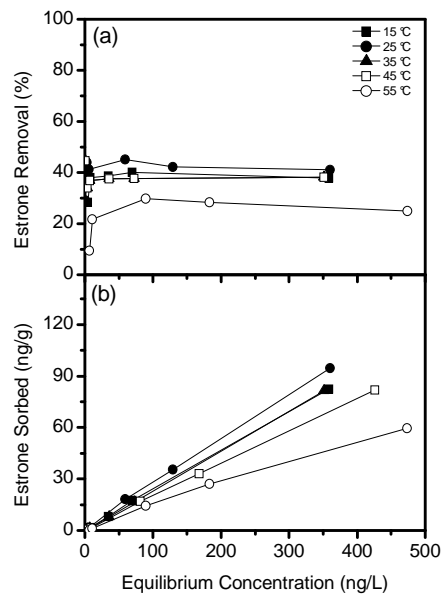 (a)
15 ℃
25 ℃
35 ℃
45 ℃
55 ℃
Estrone Removal (%)
100
80
60
40
20
0
(b)
Estrone Sorbed (ng/g)
120
90
60
30
0
0 100 200 300 400 500
Equilibrium Concentration (ng/L)